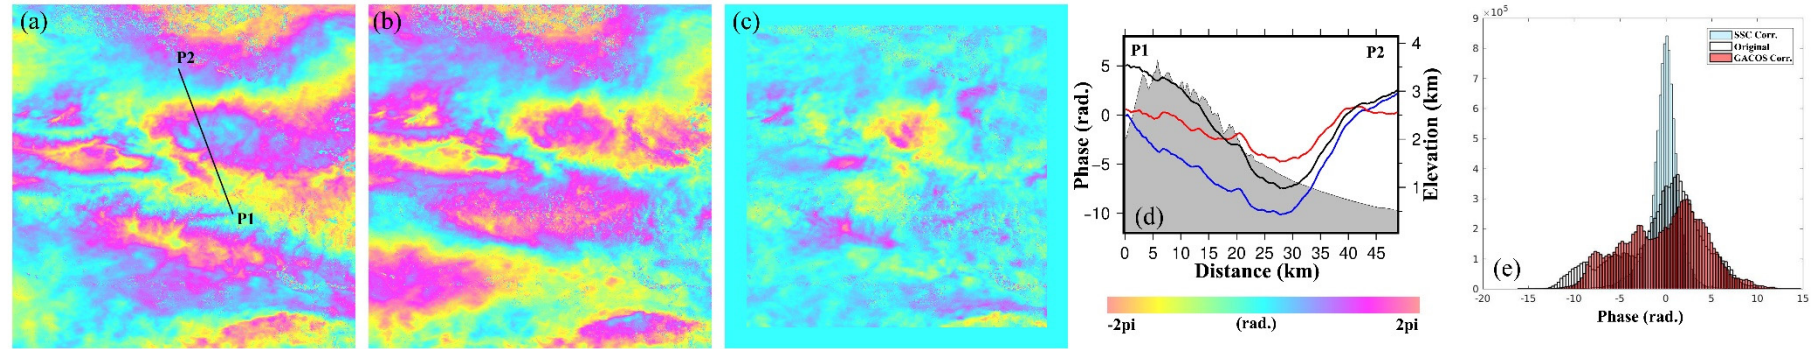 (a)
P2
P1
(b)
(c)
P1
P2
5
0
−5
−10
Phase (rad.)
4
3
2
1
Elevation (km)
(d)
0 5 10 15 20 25 30 35 40 45
Distance (km)
-2pi (rad.) 2pi
×10⁵
9
8
7
6
5
4
3
2
1
0
SSC Corr.
Original
GACOS Corr.
(e)
-20 -15 -10 -5 0 5 10 15
Phase (rad.)